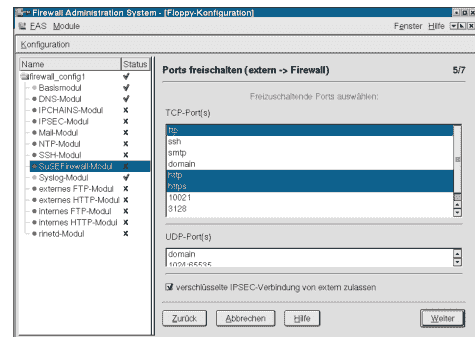 Firewall Administration System - [Floppy-Konfiguration]
EAS Module Fenster Hilfe
Konfiguration
Name Status
firewall_config1
Basismodul
DNS-Modul
IPCHAINS-Modul
IPSEC-Modul
Mail-Modul
NTP-Modul
SSH-Modul
SuSEFirewall-Modul
Syslog-Modul
externes FTP-Modul
externes HTTP-Modul
internes FTP-Modul
internes HTTP-Modul
rinetd-Modul
Ports freischalten (extern -> Firewall) 5/7
Freizuschaltende Ports auswählen:
TCP-Port(s)
ftp
ssh
smtp
domain
http
https
10021
3128
UDP-Port(s)
domain
1024:65535
verschlüsselte IPSEC-Verbindung von extern zulassen
Zurück Abbrechen Hilfe Weiter